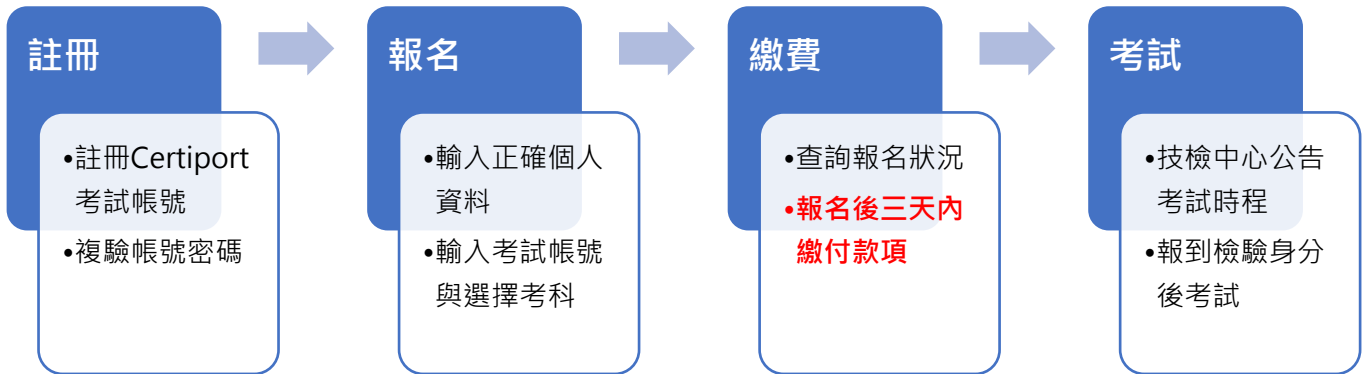 註冊
•註冊Certiport
考試帳號
•複驗帳號密碼
報名
•輸入正確個人
資料
•輸入考試帳號
與選擇考科
繳費
•查詢報名狀況
•報名後三天內
繳付款項
考試
•技檢中心公告
考試時程
•報到檢驗身分
後考試